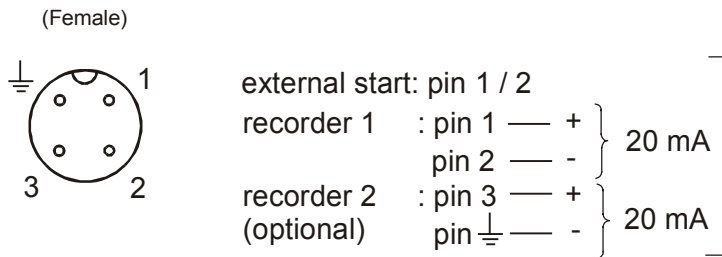 (Female)
1
3
2
external start: pin 1 / 2
recorder 1 : pin 1 — +
pin 2 — -
20 mA
recorder 2 : pin 3 — +
(optional) pin ⏚ — -
20 mA